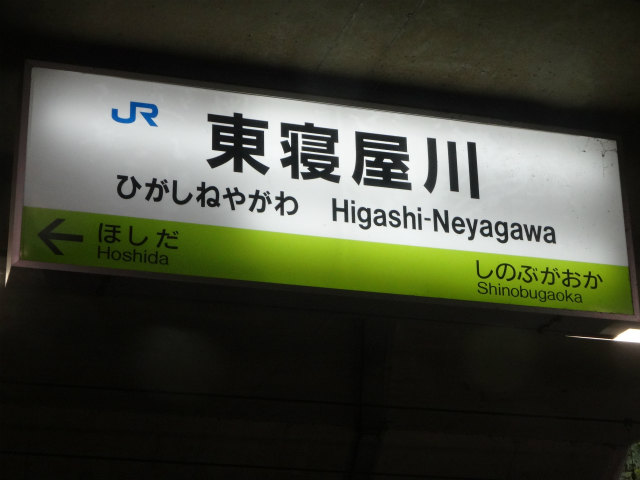 JR 東寝屋川
ひがしねやがわ Higashi-Neyagawa
← ほしだ
Hoshida
しのぶがおか
Shinobugaoka